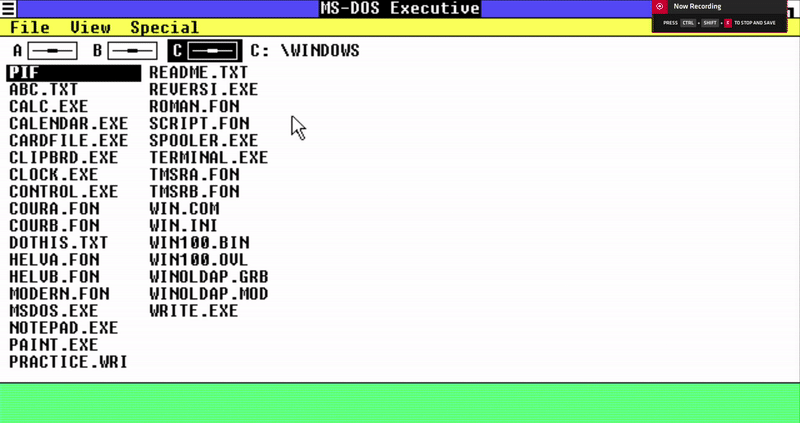 MS-DOS Executive
Now Recording
PRESS CTRL + SHIFT + E TO STOP AND SAVE
File View Special
A B C C: \WINDOWS
PIF README.TXT
ABC.TXT REVERSI.EXE
CALC.EXE ROMAN.FON
CALENDAR.EXE SCRIPT.FON
CARDFILE.EXE SPOOLER.EXE
CLIPBRD.EXE TERMINAL.EXE
CLOCK.EXE TMSRA.FON
CONTROL.EXE TMSRB.FON
COURA.FON WIN.COM
COURB.FON WIN.INI
DOTHIS.TXT WIN100.BIN
HELVA.FON WIN100.OVL
HELVB.FON WINOLDAP.GRB
MODERN.FON WINOLDAP.MOD
MSDOS.EXE WRITE.EXE
NOTEPAD.EXE
PAINT.EXE
PRACTICE.WRI